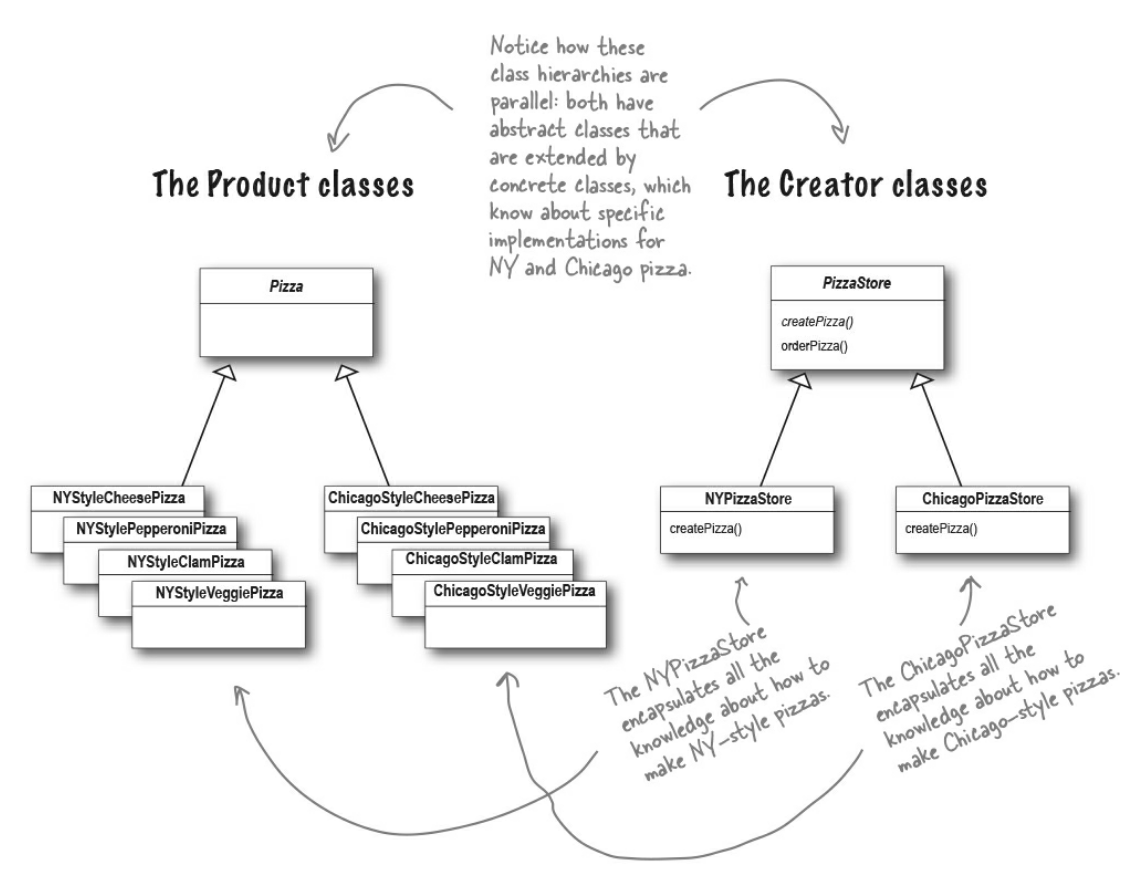 Notice how these
class hierarchies are
parallel: both have
abstract classes that
are extended by
concrete classes, which
know about specific
implementations for
NY and Chicago pizza.
The Product classes
The Creator classes
Pizza
PizzaStore
createPizza()
orderPizza()
NYStyleCheesePizza
NYStylePepperoniPizza
NYStyleClamPizza
NYStyleVeggiePizza
ChicagoStyleCheesePizza
ChicagoStylePepperoniPizza
ChicagoStyleClamPizza
ChicagoStyleVeggiePizza
NYPizzaStore
createPizza()
ChicagoPizzaStore
createPizza()
The NYPizzaStore
encapsulates all the
knowledge about how to
make NY-style pizzas.
The ChicagoPizzaStore
encapsulates all the
knowledge about how to
make Chicago-style pizzas.